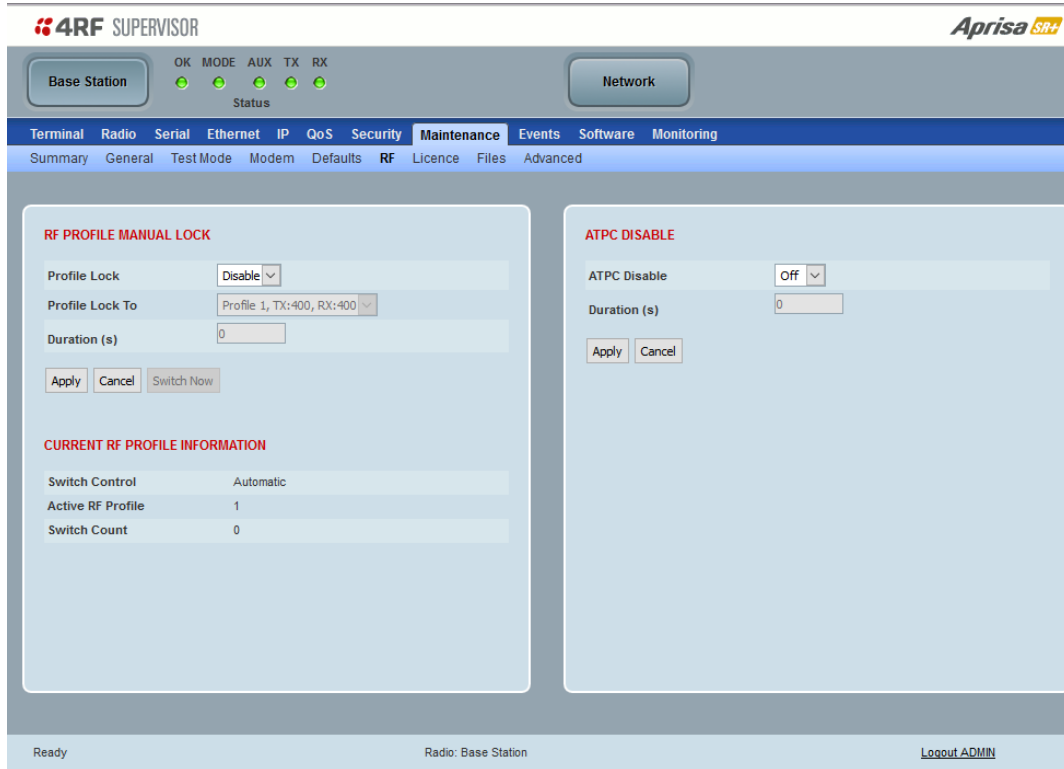 4RF SUPERVISOR
Aprisa SR+
Base Station
OK MODE AUX TX RX
Status
Network
Terminal Radio Serial Ethernet IP QoS Security Maintenance Events Software Monitoring
Summary General Test Mode Modem Defaults RF Licence Files Advanced
RF PROFILE MANUAL LOCK
Profile Lock Disable
Profile Lock To Profile 1, TX:400, RX:400
Duration (s) 0
Apply Cancel Switch Now
CURRENT RF PROFILE INFORMATION
Switch Control Automatic
Active RF Profile 1
Switch Count 0
ATPC DISABLE
ATPC Disable Off
Duration (s) 0
Apply Cancel
Ready Radio: Base Station Logout ADMIN